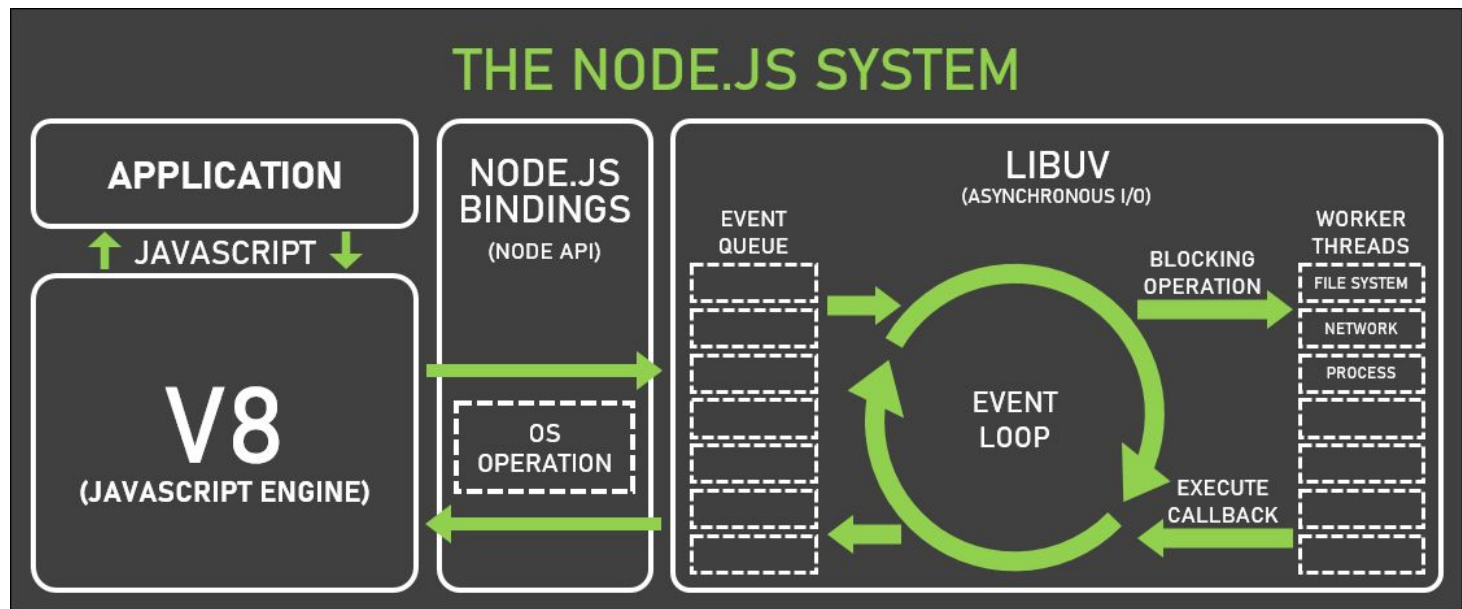 THE NODE.JS SYSTEM
APPLICATION
JAVASCRIPT
V8
(JAVASCRIPT ENGINE)
NODE.JS
BINDINGS
(NODE API)
OS
OPERATION
LIBUV
(ASYNCHRONOUS I/O)
EVENT
QUEUE
EVENT
LOOP
BLOCKING
OPERATION
EXECUTE
CALLBACK
WORKER
THREADS
FILE SYSTEM
NETWORK
PROCESS